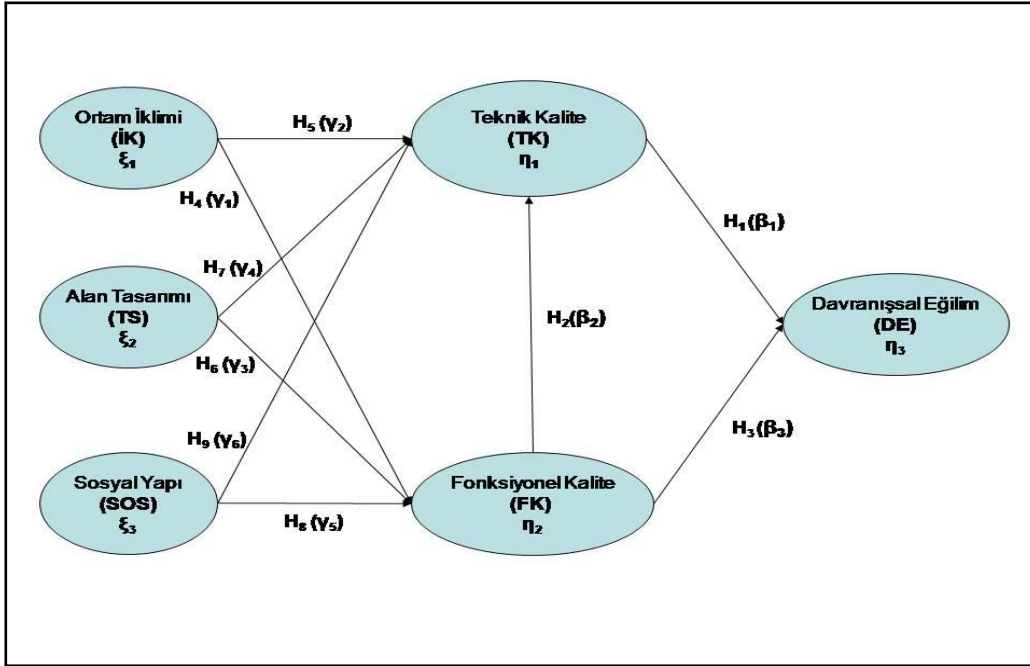 Ortam İklimi
(İK)
ξ₁
H₅ (γ₂)
Teknik Kalite
(TK)
η₁
H₄ (γ₁)
H₁(β₁)
H₇ (γ₄)
Alan Tasarımı
(TS)
ξ₂
H₂(β₂)
Davranışsal Eğilim
(DE)
η₃
H₆ (γ₃)
H₃(β₃)
H₉ (γ₆)
Sosyal Yapı
(SOS)
ξ₃
H₈ (γ₅)
Fonksiyonel Kalite
(FK)
η₂